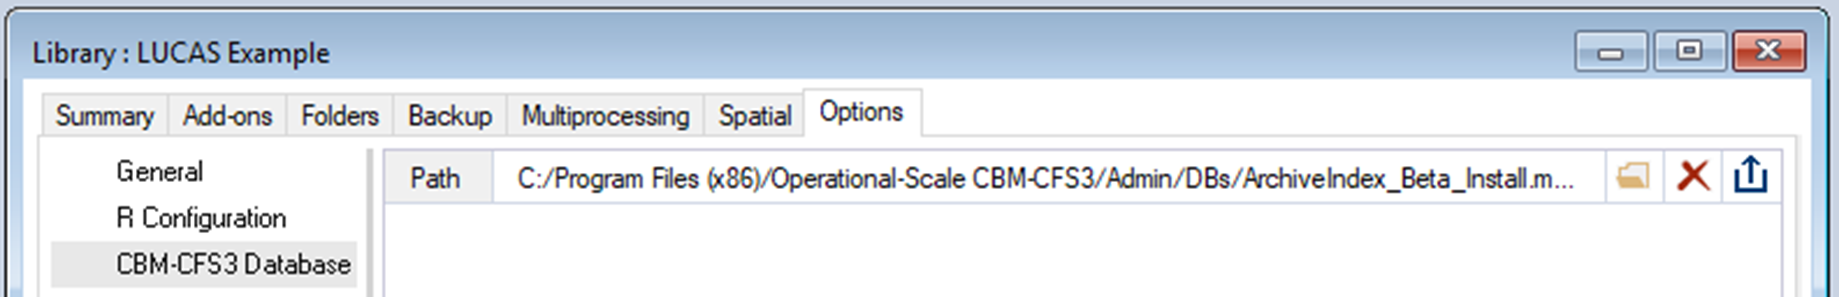 Library : LUCAS Example
Summary Add-ons Folders Backup Multiprocessing Spatial Options
General
R Configuration
CBM-CFS3 Database
Path C:/Program Files (x86)/Operational-Scale CBM-CFS3/Admin/DBs/ArchiveIndex_Beta_Install.m...